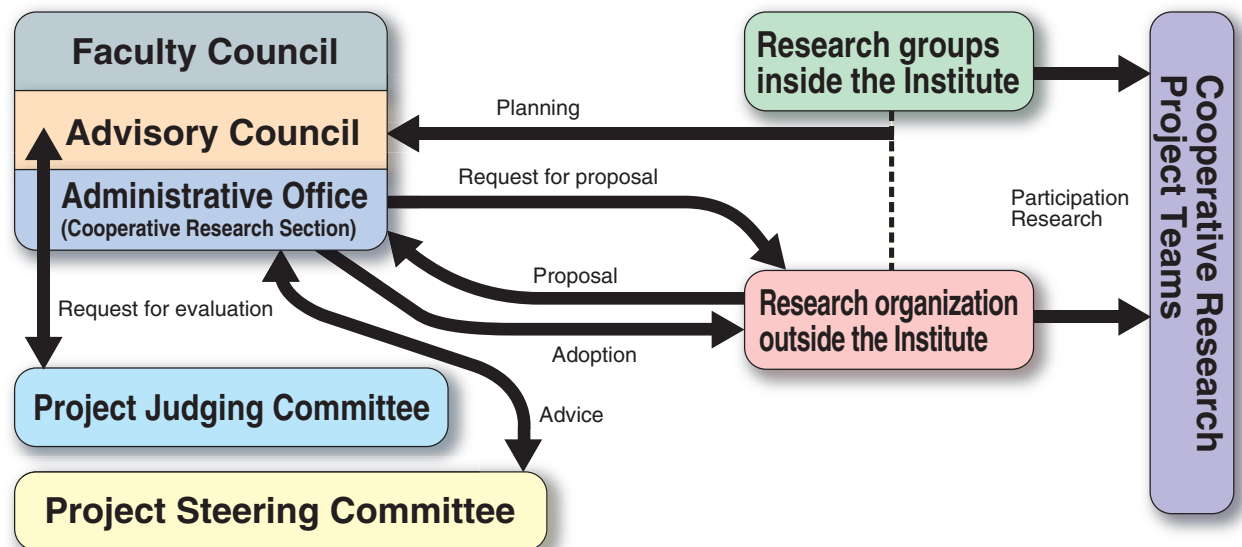 Faculty Council
Advisory Council
Administrative Office
(Cooperative Research Section)
Research groups
inside the Institute
Planning
Request for proposal
Participation
Research
Cooperative Research
Project Teams
Proposal
Request for evaluation
Research organization
outside the Institute
Adoption
Project Judging Committee
Advice
Project Steering Committee